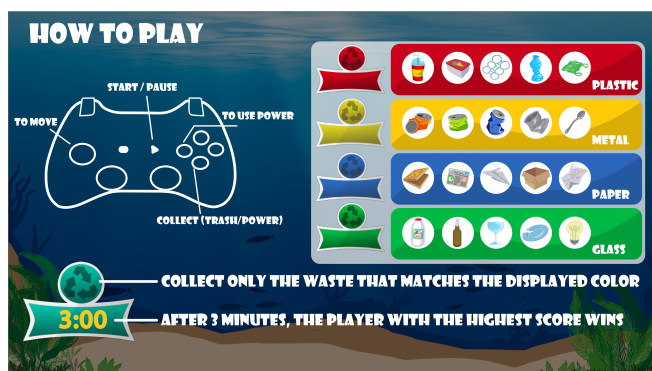 HOW TO PLAY
START / PAUSE
TO MOVE
TO USE POWER
COLLECT (TRASH/POWER)
PLASTIC
METAL
PAPER
GLASS
COLLECT ONLY THE WASTE THAT MATCHES THE DISPLAYED COLOR
3:00
AFTER 3 MINUTES, THE PLAYER WITH THE HIGHEST SCORE WINS